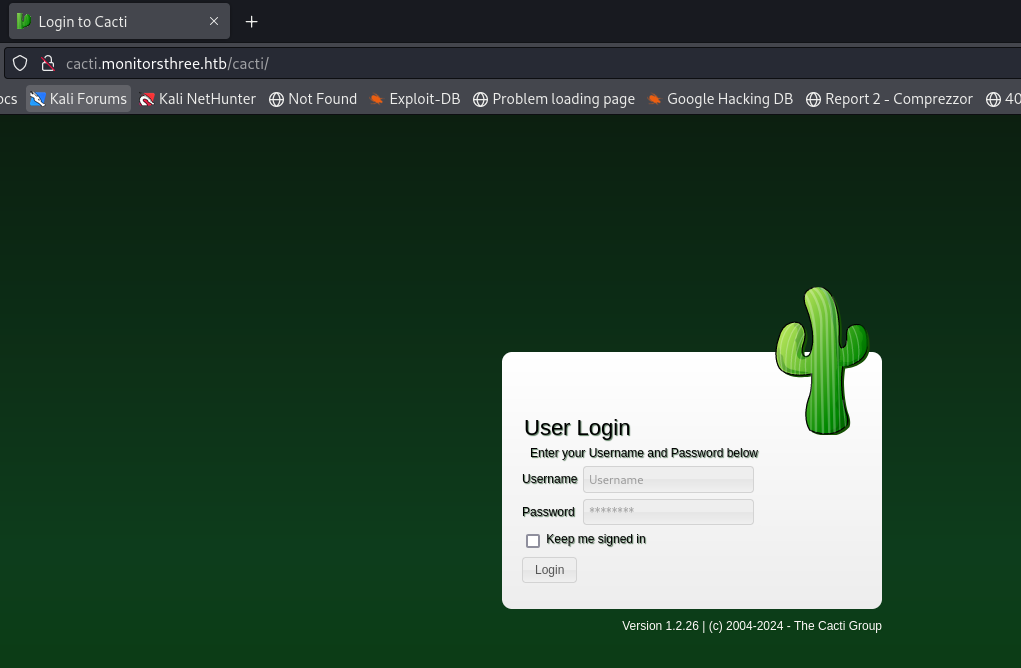 Login to Cacti
cacti.monitorsthree.htb/cacti/
ocs Kali Forums Kali NetHunter Not Found Exploit-DB Problem loading page Google Hacking DB Report 2 - Comprezzor 40
User Login
Enter your Username and Password below
Username Username
Password ********
Keep me signed in
Login
Version 1.2.26 | (c) 2004-2024 - The Cacti Group